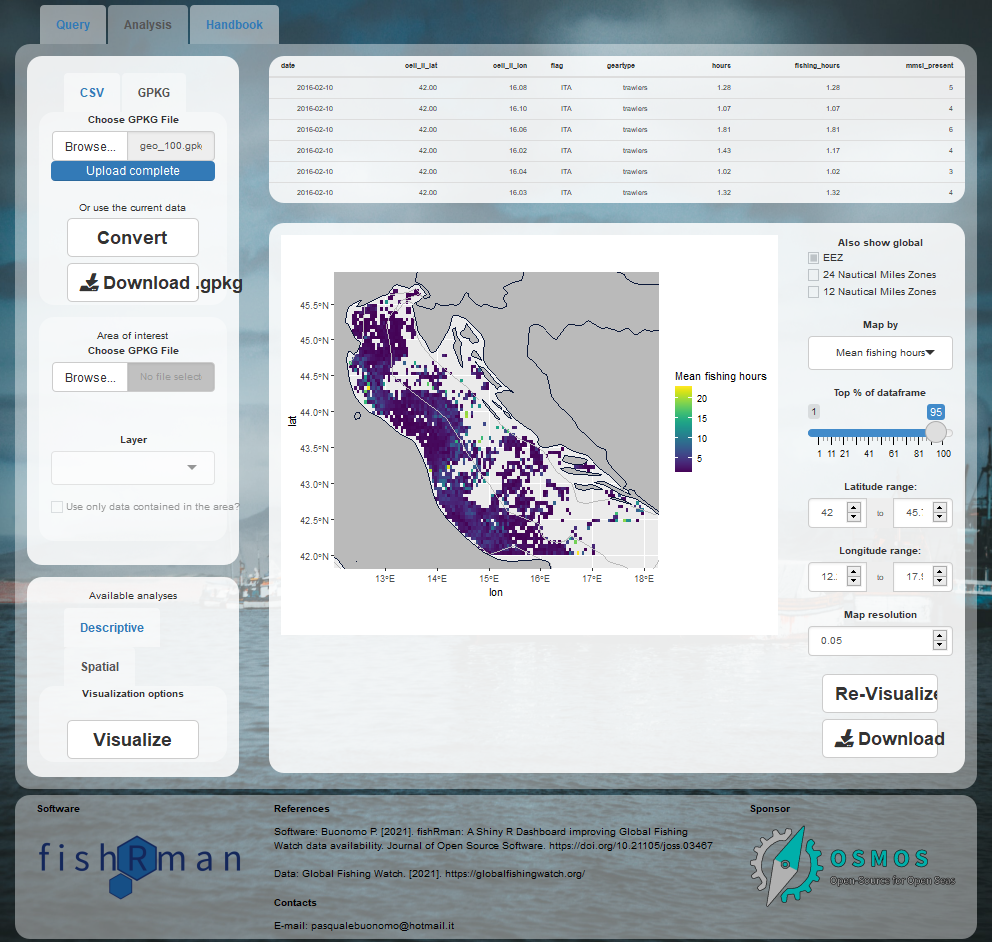 Query
Analysis
Handbook
CSV
GPKG
Choose GPKG File
Browse...
geo_100.gpk
Upload complete
Or use the current data
Convert
Download .gpkg
Area of interest
Choose GPKG File
Browse...
No file select
Layer
Use only data contained in the area?
Available analyses
Descriptive
Spatial
Visualization options
Visualize
date cell_ll_lat cell_ll_lon flag geartype hours fishing_hours mmsi_present
2016-02-10 42.00 16.08 ITA trawlers 1.28 1.28 5
2016-02-10 42.00 16.10 ITA trawlers 1.07 1.07 4
2016-02-10 42.00 16.06 ITA trawlers 1.81 1.81 6
2016-02-10 42.00 16.02 ITA trawlers 1.43 1.17 4
2016-02-10 42.00 16.04 ITA trawlers 1.02 1.02 3
2016-02-10 42.00 16.03 ITA trawlers 1.32 1.32 4
45.5°N
45.0°N
44.5°N
44.0°N
43.5°N
43.0°N
42.5°N
42.0°N
lat
13°E 14°E 15°E 16°E 17°E 18°E
lon
Mean fishing hours
20
15
10
5
Also show global
EEZ
24 Nautical Miles Zones
12 Nautical Miles Zones
Map by
Mean fishing hours
Top % of dataframe
1 95
1 11 21 41 61 81 100
Latitude range:
42 to 45.
Longitude range:
12.. to 17.
Map resolution
0.05
Re-Visualize
Download
Software
fishRman
References
Software: Buonomo P. [2021]. fishRman: A Shiny R Dashboard improving Global Fishing
Watch data availability. Journal of Open Source Software. https://doi.org/10.21105/joss.03467
Data: Global Fishing Watch. [2021]. https://globalfishingwatch.org/
Contacts
E-mail: pasqualebuonomo@hotmail.it
Sponsor
OSMOS
Open-Source for Open Seas